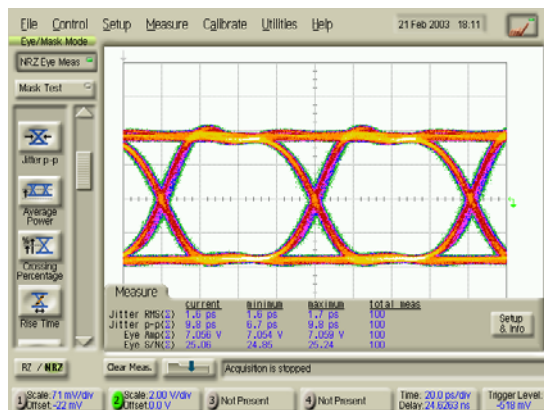 File Control Setup Measure Calibrate Utilities Help 21 Feb 2003 18:11
Eye/Mask Mode
NRZ Eye Meas
Mask Test
Jitter p-p
Average
Power
Crossing
Percentage
Rise Time
Measure
current minimum maximum total meas
Jitter RMS(Σ) 1.6 ps 1.6 ps 1.7 ps 100
Jitter p-p(Σ) 9.8 ps 6.7 ps 9.8 ps 100
Eye Amp(Σ) 7.056 V 7.054 V 7.059 V 100
Eye S/N(Σ) 25.06 24.85 25.24 100
Setup
& Info
RZ / NRZ
Clear Meas.
Acquisition is stopped
1 Scale:71 mV/div
Offset:-22 mV
2 Scale:2.00 V/div
Offset:0.0 V
3 Not Present
4 Not Present
Time: 20.0 ps/div
Delay:24.6263 ns
Trigger Level:
-518 mV